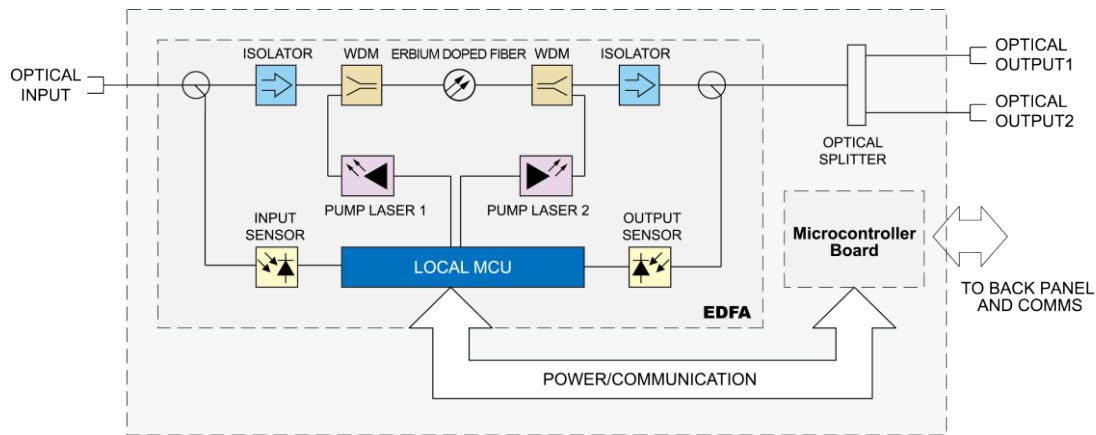 ISOLATOR
WDM
ERBIUM DOPED FIBER
WDM
ISOLATOR
OPTICAL
INPUT
OPTICAL
OUTPUT1
OPTICAL
OUTPUT2
OPTICAL
SPLITTER
PUMP LASER 1
PUMP LASER 2
INPUT
SENSOR
OUTPUT
SENSOR
LOCAL MCU
Microcontroller
Board
TO BACK PANEL
AND COMMS
EDFA
POWER/COMMUNICATION